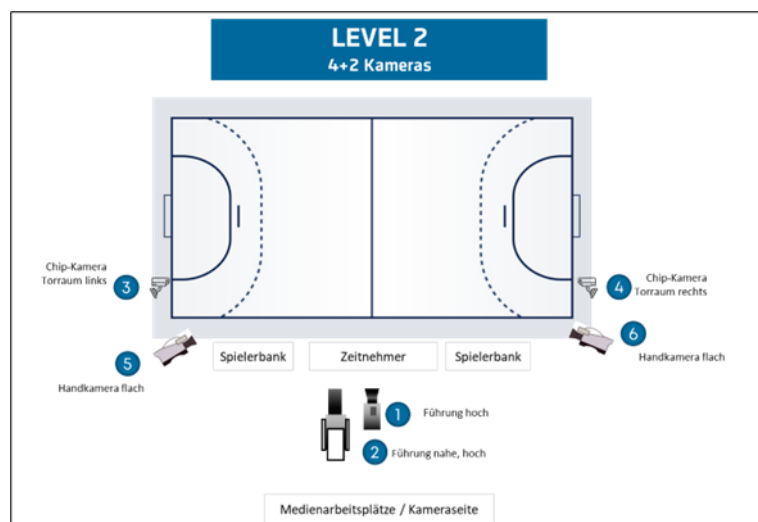 LEVEL 2
4+2 Kameras
Chip-Kamera
Torraum links
3
4
Chip-Kamera
Torraum rechts
5
Handkamera flach
Spielerbank
Zeitnehmer
Spielerbank
6
Handkamera flach
1
Führung hoch
2
Führung nahe, hoch
Medienarbeitsplätze / Kameraseite